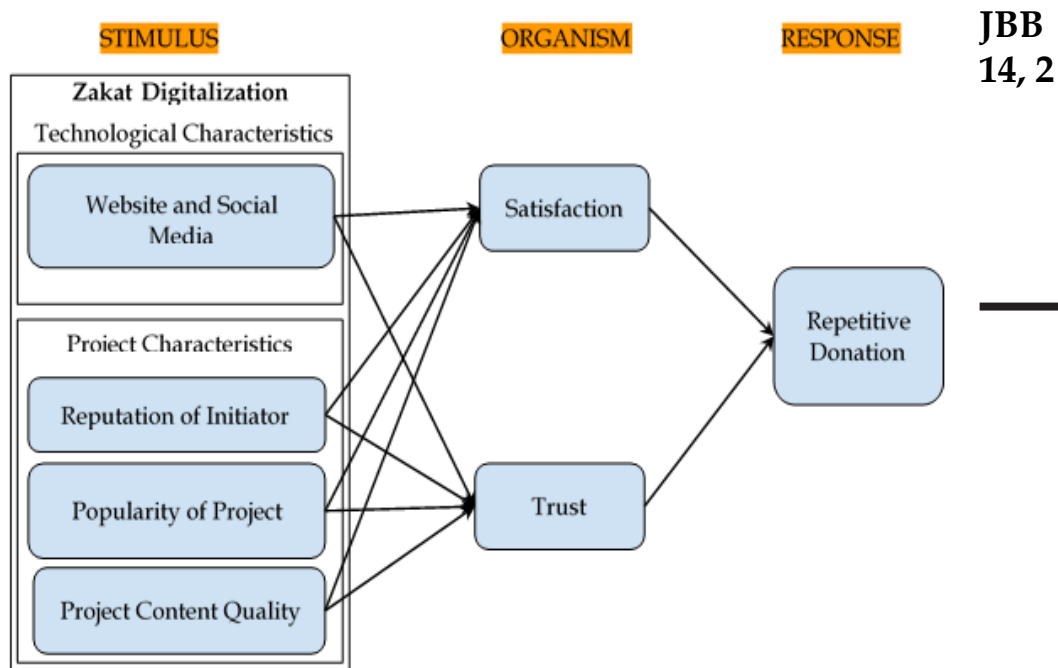 STIMULUS
ORGANISM
RESPONSE
JBB
14, 2
Zakat Digitalization
Technological Characteristics
Website and Social
Media
Satisfaction
Repetitive
Donation
Project Characteristics
Reputation of Initiator
Popularity of Project
Trust
Project Content Quality